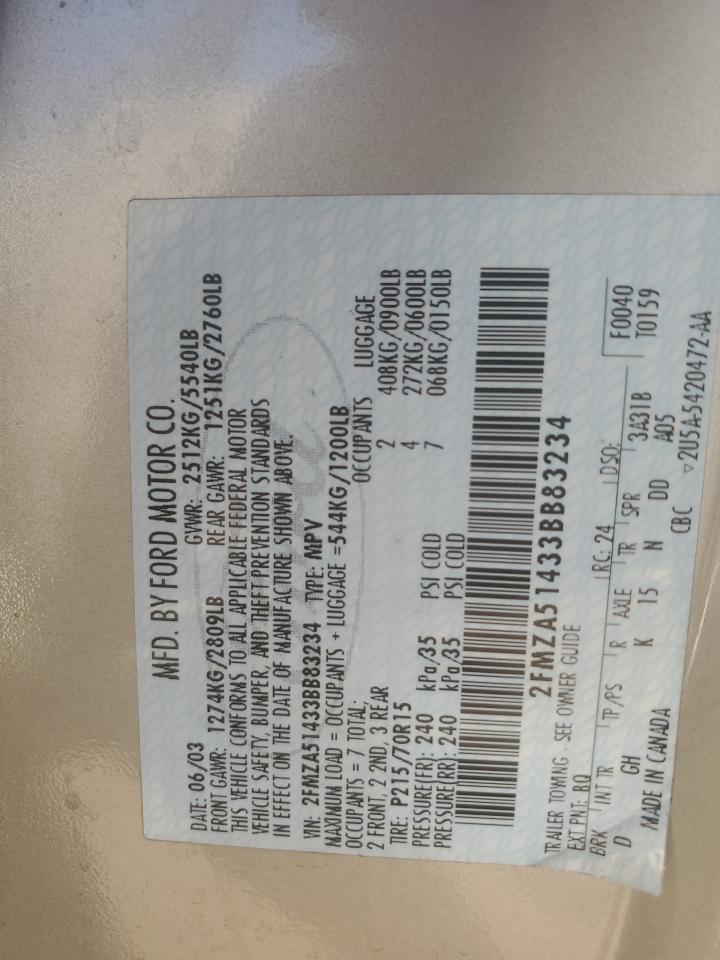 MFD. BY FORD MOTOR CO.
DATE: 06/03 GVWR: 2512KG/5540LB
FRONT GAWR: 1274KG/2809LB REAR GAWR: 1251KG/2760LB
THIS VEHICLE CONFORMS TO ALL APPLICABLE FEDERAL MOTOR
VEHICLE SAFETY, BUMPER, AND THEFT PREVENTION STANDARDS
IN EFFECT ON THE DATE OF MANUFACTURE SHOWN ABOVE.
VIN: 2FMZA51433BB83234 TYPE: MPV
MAXIMUM LOAD = OCCUPANTS + LUGGAGE = 544KG/1200LB
OCCUPANTS = 7 TOTAL: OCCUPANTS LUGGAGE
2 FRONT, 2 2ND, 3 REAR 2 408KG/0900LB
TIRE: P215/70R15 4 272KG/0600LB
PRESSURE(FR): 240 kPa/35 PSI COLD 7 068KG/0150LB
PRESSURE(RR): 240 kPa/35 PSI COLD
2FMZA51433BB83234
TRAILER TOWING - SEE OWNER GUIDE
EXT PNT: BQ RC: 24 DSO: F0040
BRK INT TR TP/PS R AXLE TR SPR 3A31B T0159
D GH K 15 N DD A05
MADE IN CANADA CBC ▽2U5A-5420472-AA